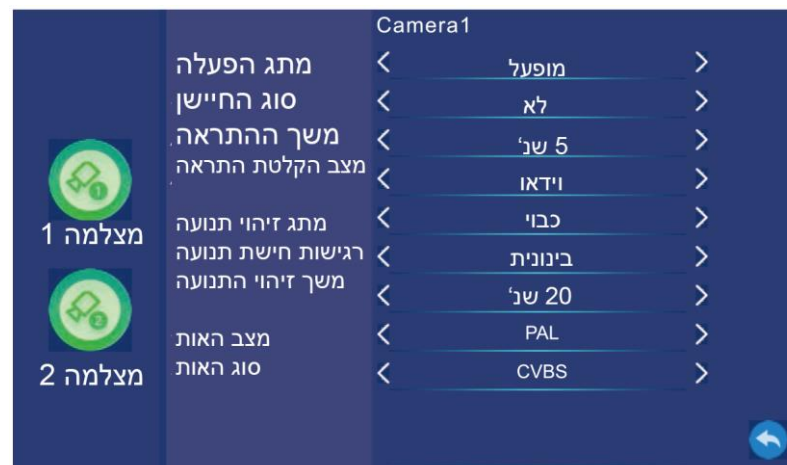 Camera1
מתג הפעלה
מופעל
סוג החיישן
לא
משך ההתראה
5 שנ'
מצב הקלטת התראה
וידאו
מתג זיהוי תנועה
כבוי
רגישות חישת תנועה
בינונית
משך זיהוי התנועה
20 שנ'
מצב האות
PAL
סוג האות
CVBS
1
מצלמה 1
2
מצלמה 2